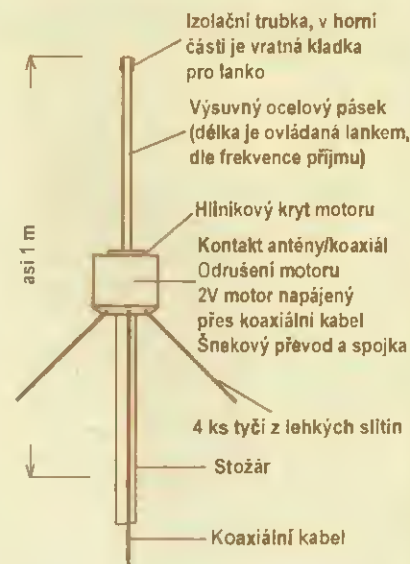 Izolační trubka, v horní
části je vratná kladka
pro lanko
Výsuvný ocelový pásek
(délka je ovládaná lankem,
dle frekvence příjmu)
asi 1 m
Hliníkový kryt motoru
Kontakt antény/koaxiál
Odrušení motoru
2V motor napájený
přes koaxiální kabel
Šnekový převod a spojka
4 ks tyčí z lehkých slitin
Stožár
Koaxiální kabel